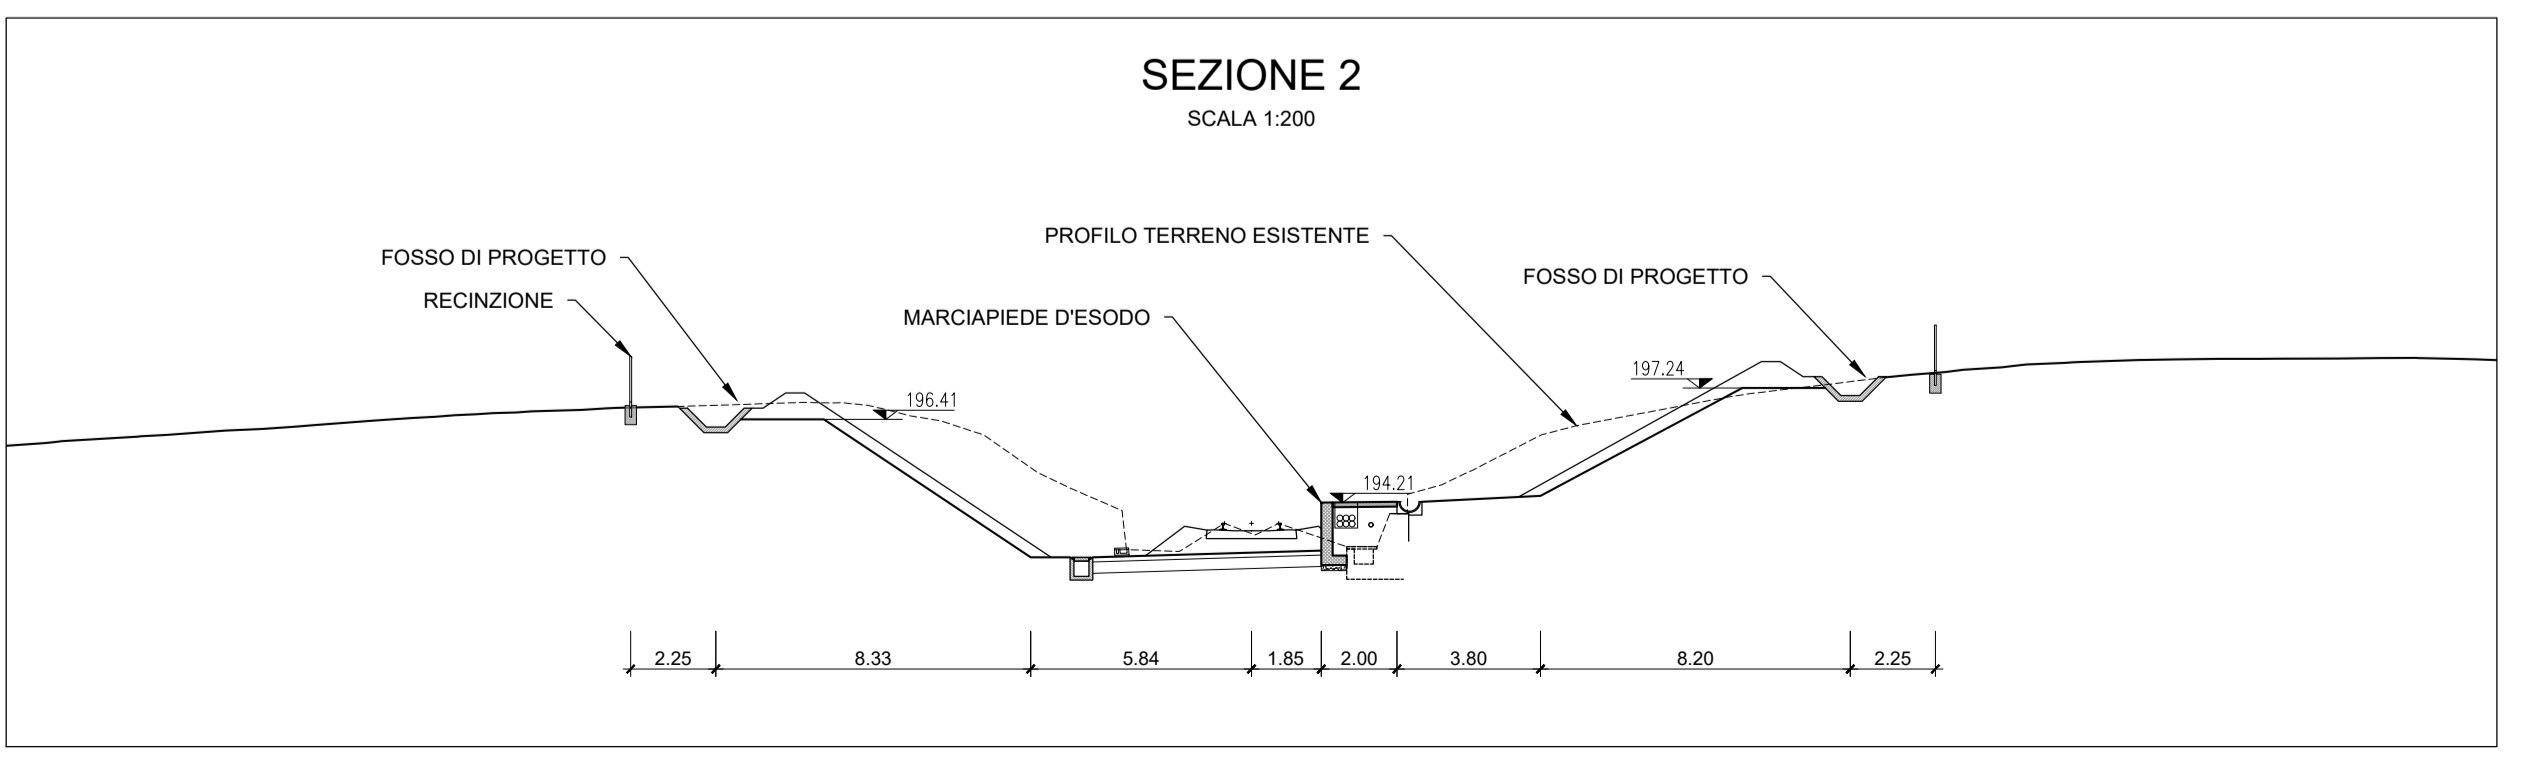 SEZIONE 2
SCALA 1:200
PROFILO TERRENO ESISTENTE
FOSSO DI PROGETTO
FOSSO DI PROGETTO
RECINZIONE
MARCIAPIEDE D'ESODO
197.24
196.41
194.21
2.25 8.33 5.84 1.85 2.00 3.80 8.20 2.25